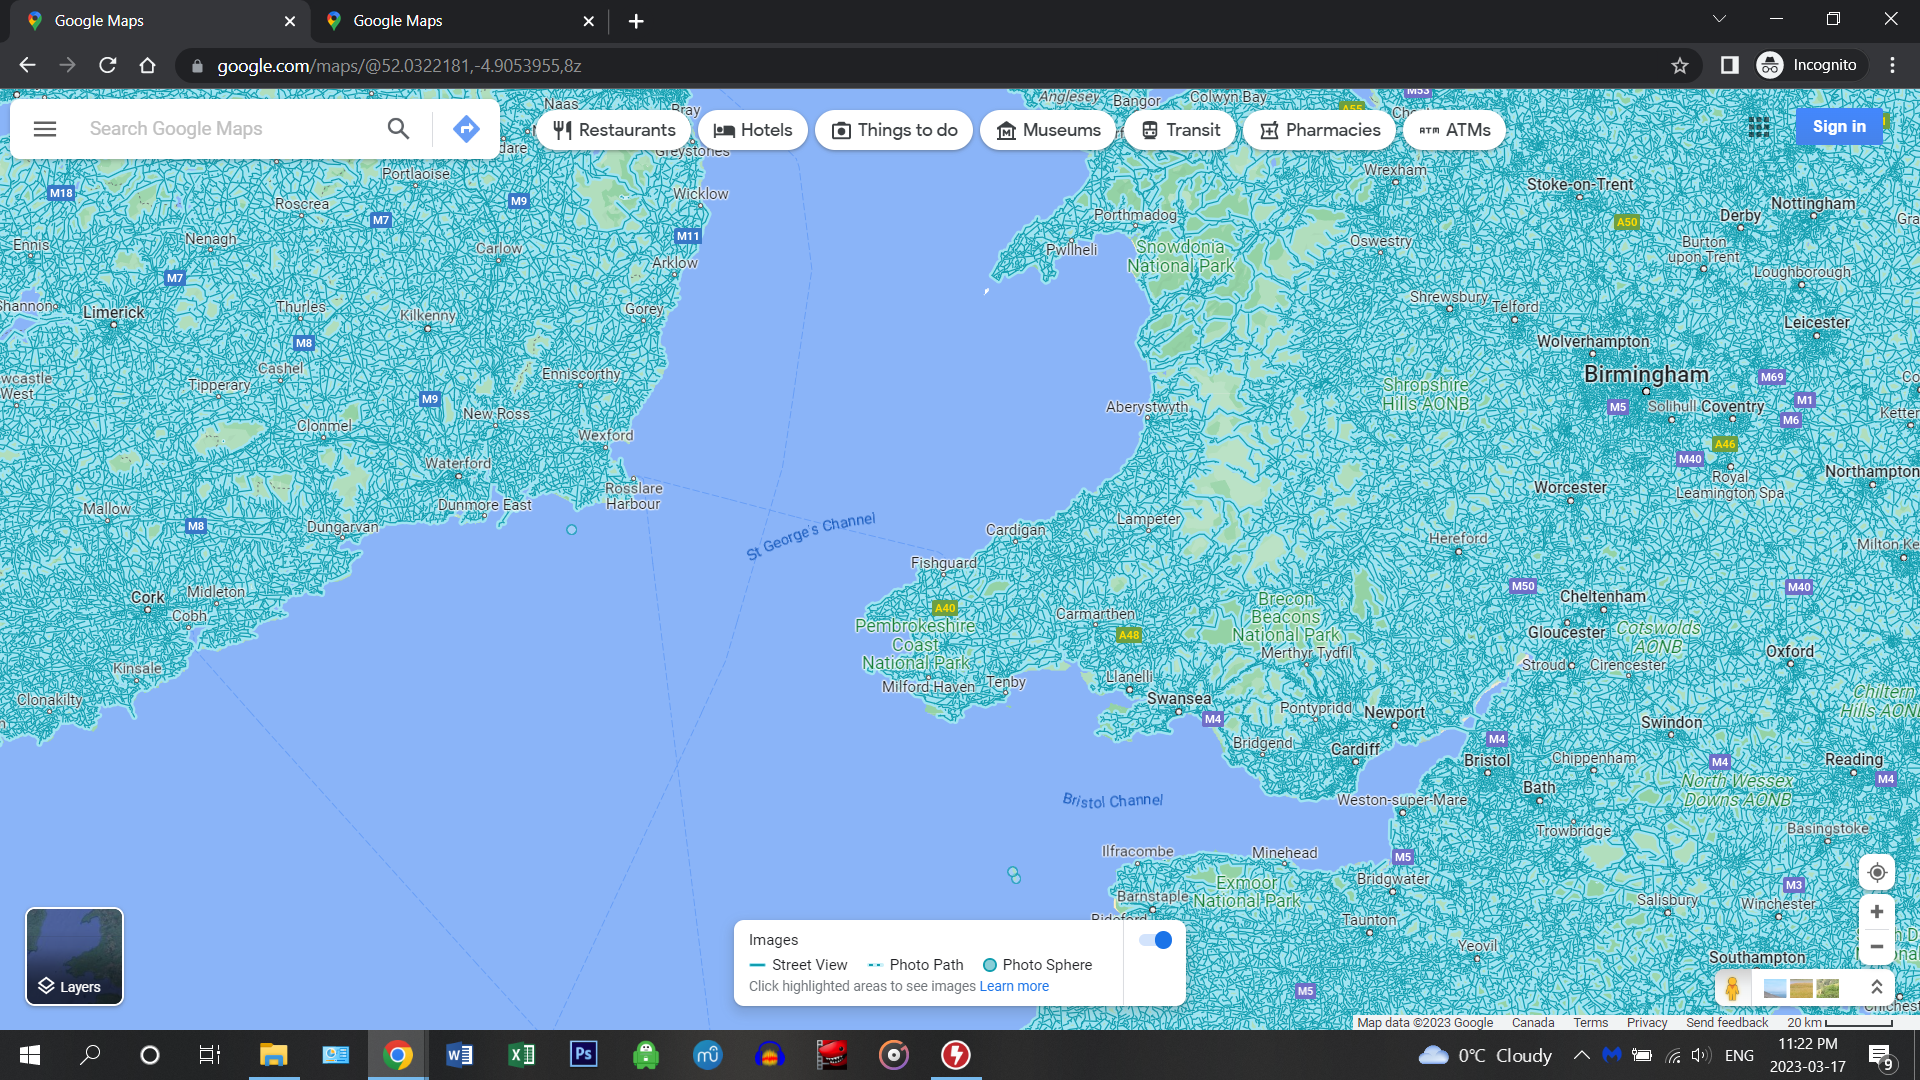 Google Maps
Google Maps
google.com/maps/@52.0322181,-4.9053955,8z
Incognito
Search Google Maps
Restaurants
Hotels
Things to do
Museums
Transit
Pharmacies
ATM ATMs
Sign in
Naas
Bray
Anglesey
Bangor
Colwyn Bay
A55
M53
Greystones
Portlaoise
Wrexham
Stoke-on-Trent
M18
Roscrea
M7
M9
Wicklow
Porthmadog
A50
Derby
Nottingham
Ennis
Nenagh
Carlow
M11
Arklow
Pwllheli
Snowdonia
National Park
Oswestry
Burton
upon Trent
Loughborough
M7
Shannon
Limerick
Thurles
Kilkenny
Gorey
Shrewsbury
Telford
Leicester
M8
Wolverhampton
Cashel
Tipperary
Enniscorthy
Birmingham
M69
M9
New Ross
Aberystwyth
Shropshire
Hills AONB
M5
Solihull
Coventry
M1
M6
Clonmel
Wexford
A46
M40
Waterford
Royal
Leamington Spa
Northampton
Worcester
Mallow
M8
Dungarvan
Dunmore East
Rosslare
Harbour
St George's Channel
Cardigan
Lampeter
Hereford
Fishguard
M50
M40
Cork
Midleton
Cobh
A40
Pembrokeshire
Coast
National Park
Carmarthen
A48
Brecon
Beacons
National Park
Cheltenham
Gloucester
Cotswolds
AONB
Oxford
Kinsale
Clonakilty
Milford Haven
Tenby
Llanelli
Merthyr Tydfil
Stroud
Cirencester
Swansea
M4
Pontypridd
Newport
Swindon
Bridgend
Cardiff
M4
Bristol
Chippenham
M4
Reading
M4
Bristol Channel
Weston-super-Mare
Bath
North Wessex
Downs AONB
Trowbridge
Basingstoke
Ilfracombe
Minehead
M5
Barnstaple
Exmoor
National Park
Bridgwater
M3
Taunton
Salisbury
Winchester
Yeovil
Southampton
M5
Images
Street View
Photo Path
Photo Sphere
Click highlighted areas to see images Learn more
Layers
Map data ©2023 Google
Canada
Terms
Privacy
Send feedback
20 km
0°C Cloudy
ENG
11:22 PM
2023-03-17
9